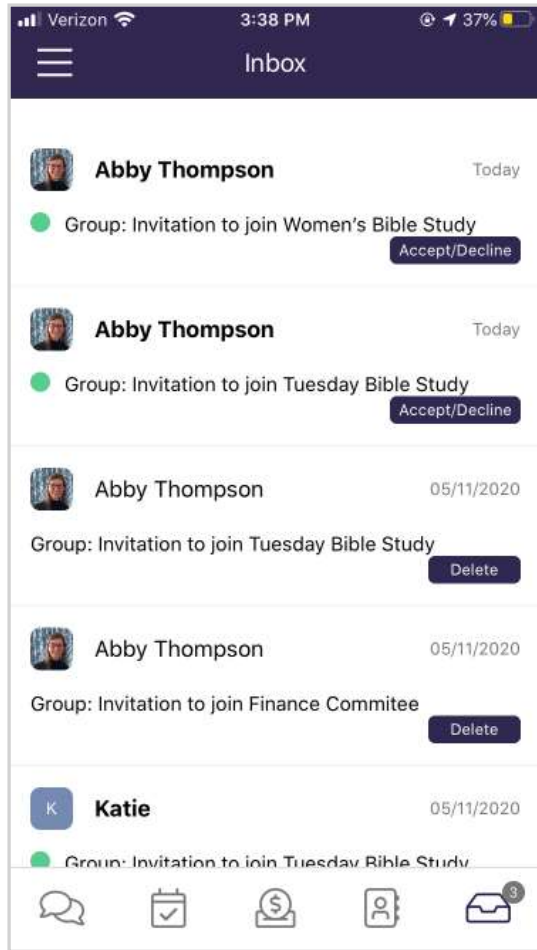 Verizon 3:38 PM 37%
Inbox
Abby Thompson Today
Group: Invitation to join Women's Bible Study
Accept/Decline
Abby Thompson Today
Group: Invitation to join Tuesday Bible Study
Accept/Decline
Abby Thompson 05/11/2020
Group: Invitation to join Tuesday Bible Study
Delete
Abby Thompson 05/11/2020
Group: Invitation to join Finance Commitee
Delete
K Katie 05/11/2020
Group: Invitation to join Tuesday Bible Study
$ 3